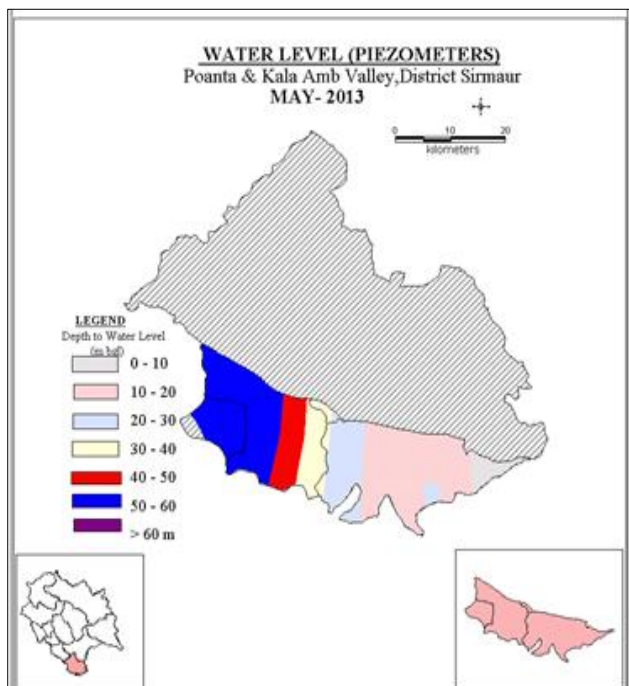 WATER LEVEL (PIEZOMETERS)
Poanta & Kala Amb Valley,District Sirmaur
MAY- 2013
0 10 20
kilometers
LEGEND
Depth to Water Level
(m bgl)
0 - 10
10 - 20
20 - 30
30 - 40
40 - 50
50 - 60
> 60 m